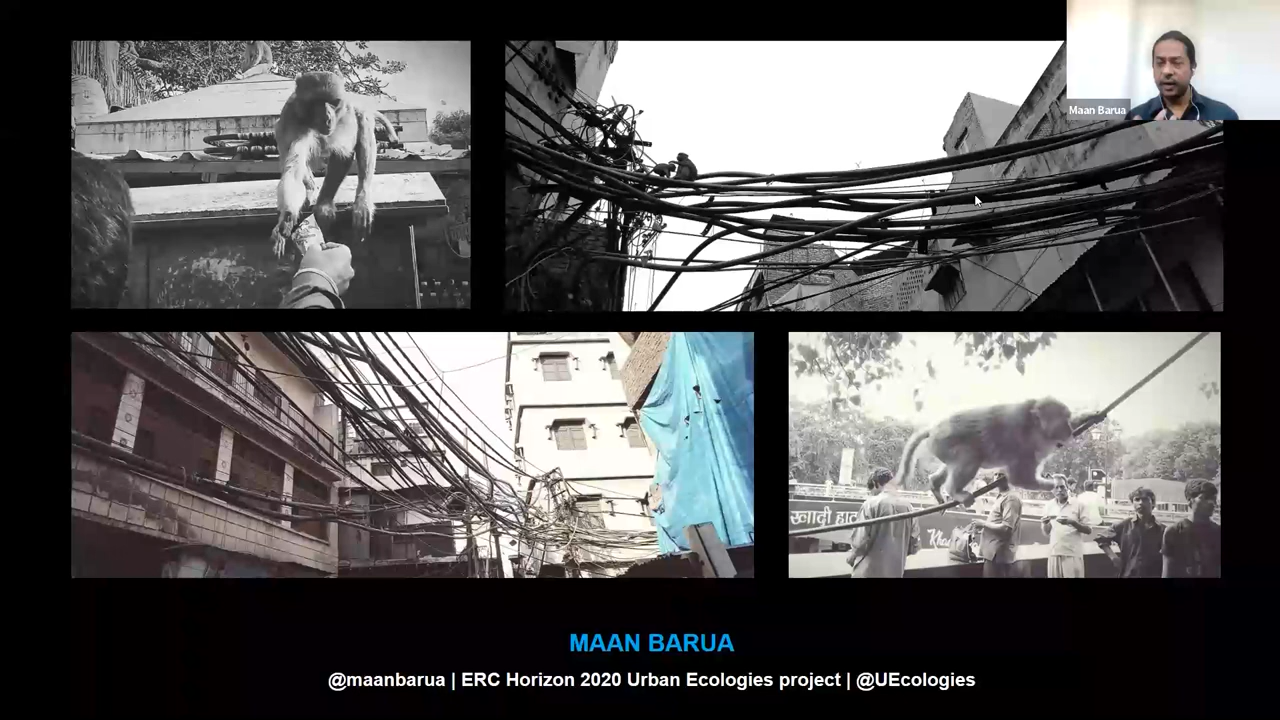 Maan Barua
खादी हाट
MAAN BARUA
@maanbarua | ERC Horizon 2020 Urban Ecologies project | @UEcologies